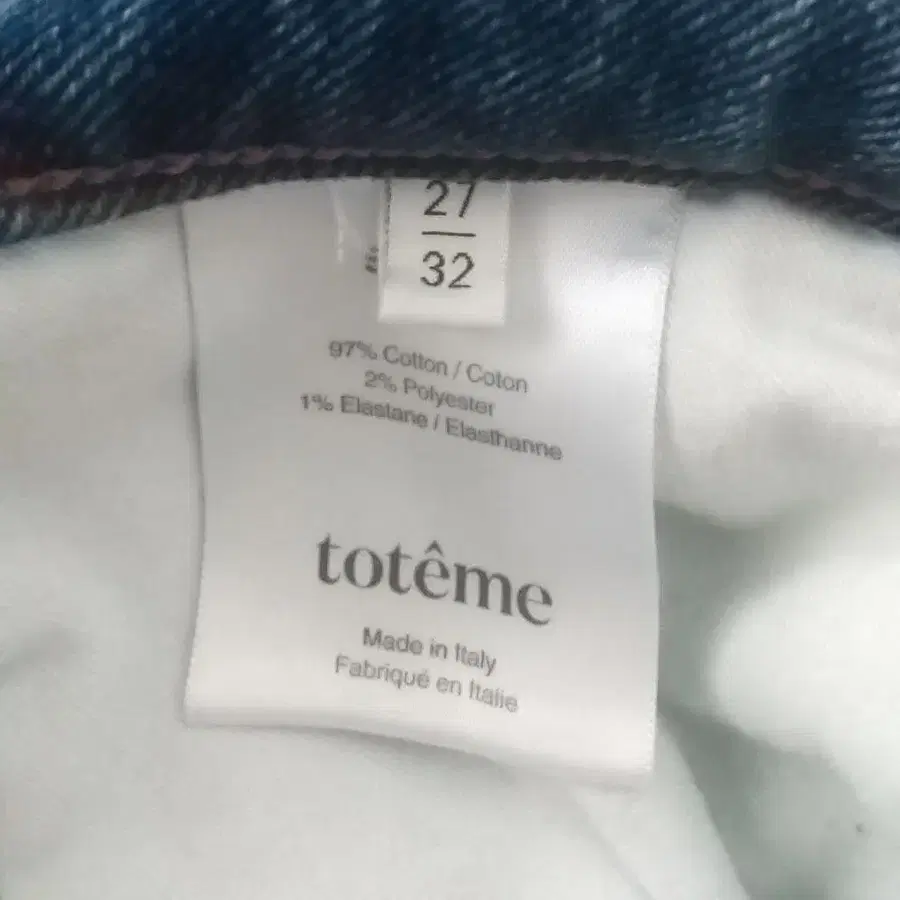 27
32
97% Cotton / Coton
2% Polyester
1% Elastane / Elasthanne
totême
Made in Italy
Fabriqué en Italie